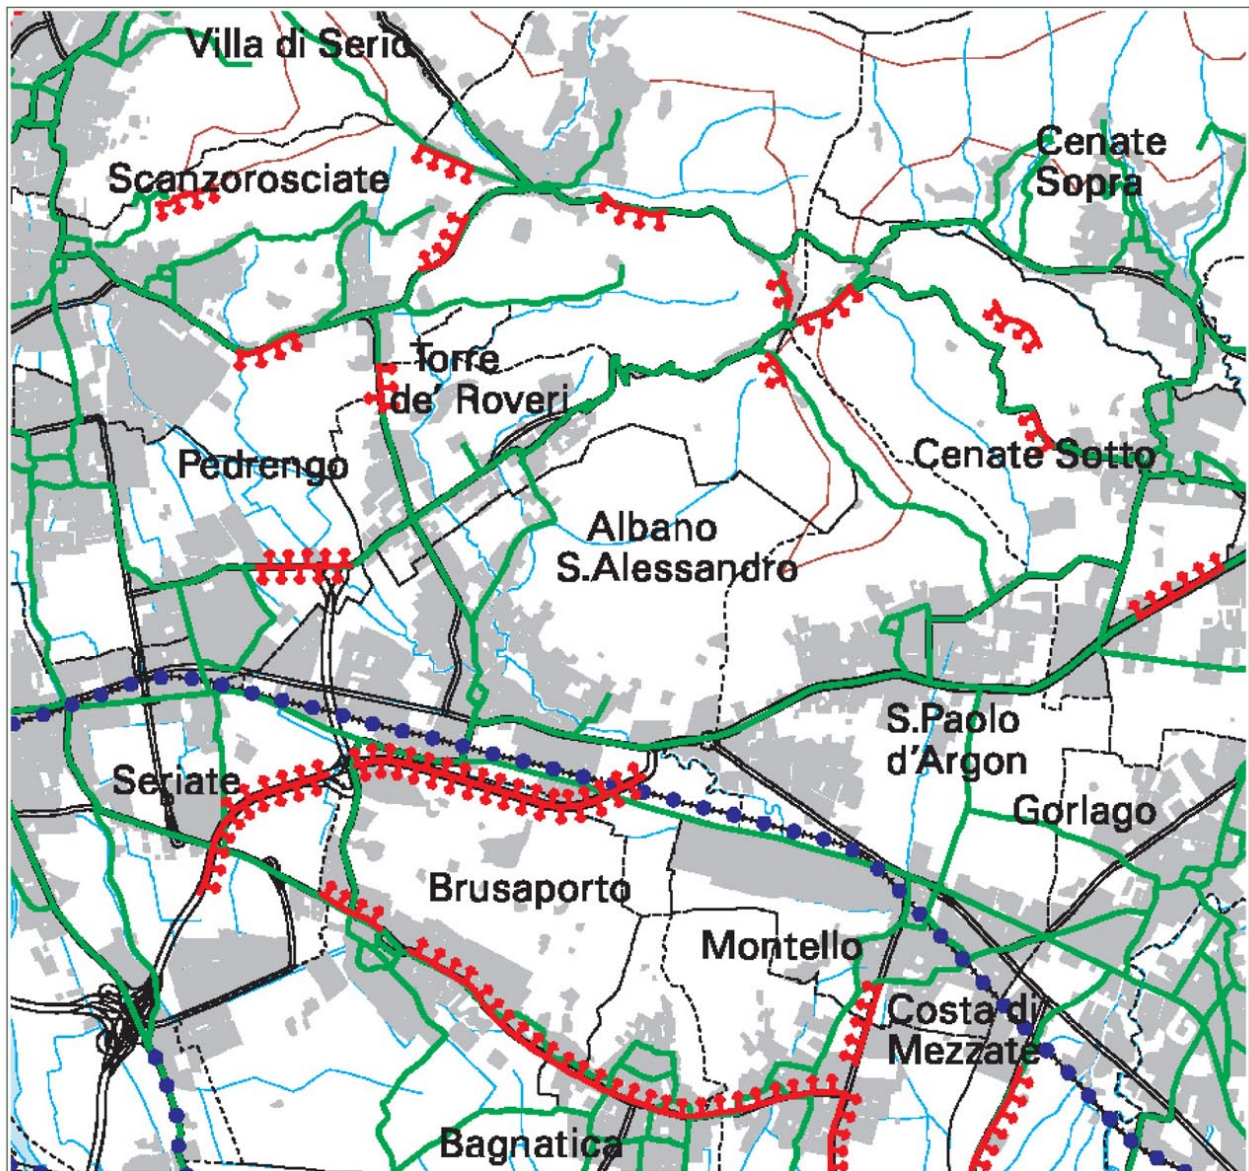 Villa di Serio
Cenate
Sopra
Scanzorosciate
Torre
de' Roveri
Cenate Sotto
Pedrengo
Albano
S.Alessandro
S.Paolo
d'Argon
Seriate
Gorlago
Brusaporto
Montello
Costa di
Mezzate
Bagnatica